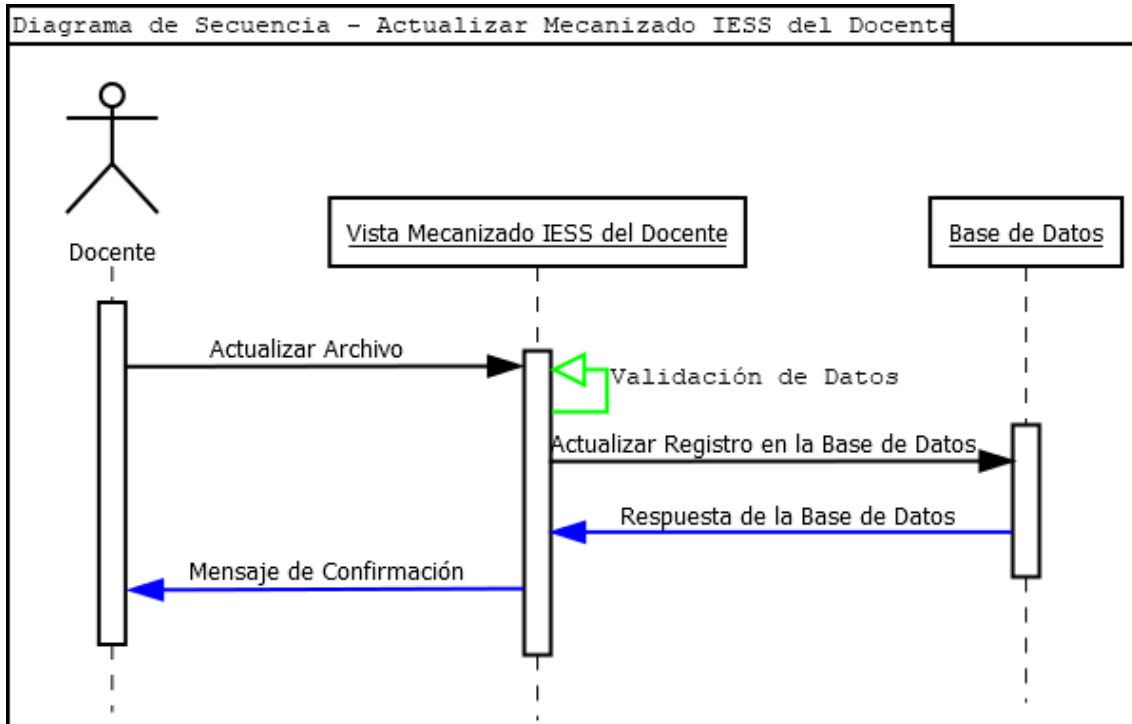 Diagrama de Secuencia - Actualizar Mecanizado IESS del Docente
Docente
Vista Mecanizado IESS del Docente
Base de Datos
Actualizar Archivo
Validación de Datos
Actualizar Registro en la Base de Datos
Respuesta de la Base de Datos
Mensaje de Confirmación